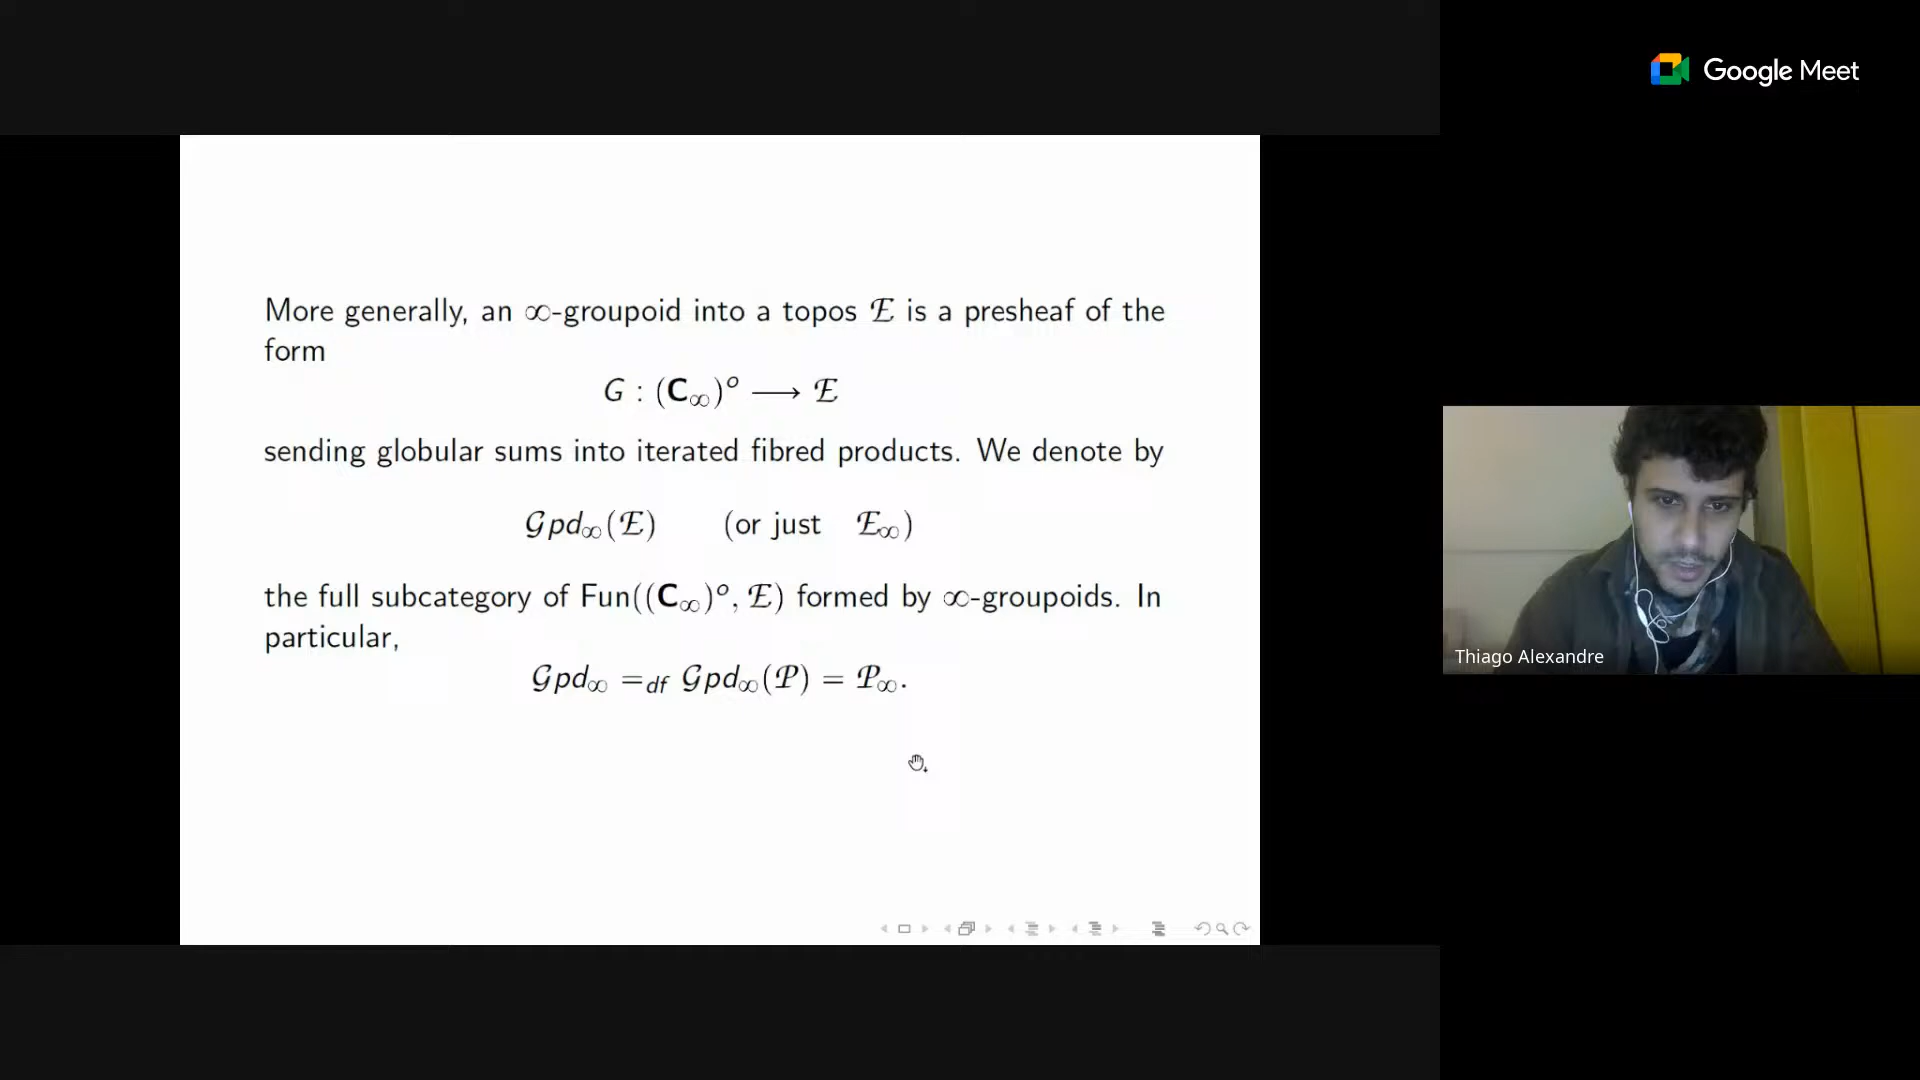 Google Meet
More generally, an ∞-groupoid into a topos ℰ is a presheaf of the
form
G : (C∞)ᵒ ⟶ ℰ
sending globular sums into iterated fibred products. We denote by
𝒢pd∞(ℰ) (or just ℰ∞)
the full subcategory of Fun((C∞)ᵒ, ℰ) formed by ∞-groupoids. In
particular,
𝒢pd∞ =df 𝒢pd∞(𝒫) = 𝒫∞.
Thiago Alexandre